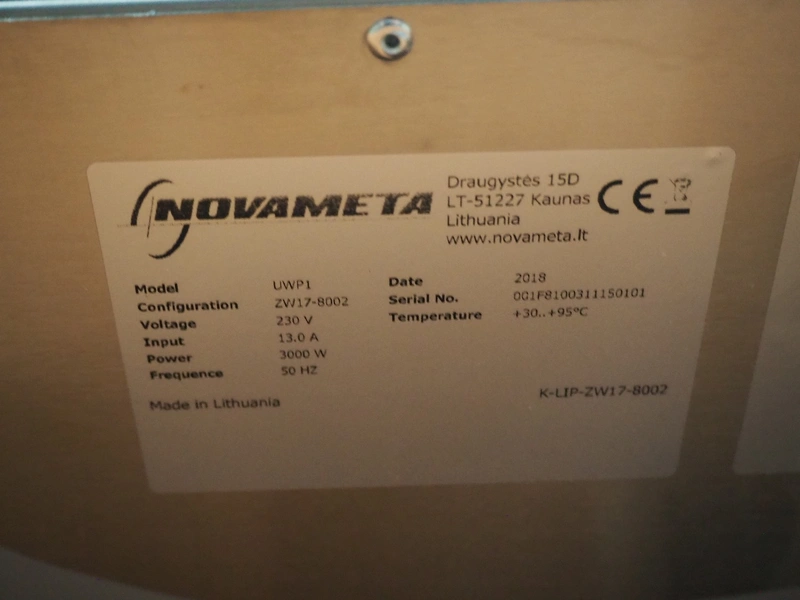 NOVAMETA
Draugystės 15D
LT-51227 Kaunas
Lithuania
www.novameta.lt
CE
Model UWP1
Configuration ZW17-8002
Voltage 230 V
Input 13.0 A
Power 3000 W
Frequence 50 HZ
Date 2018
Serial No. 001F8100311150101
Temperature +30..+95°C
Made in Lithuania
K-LIP-ZW17-8002